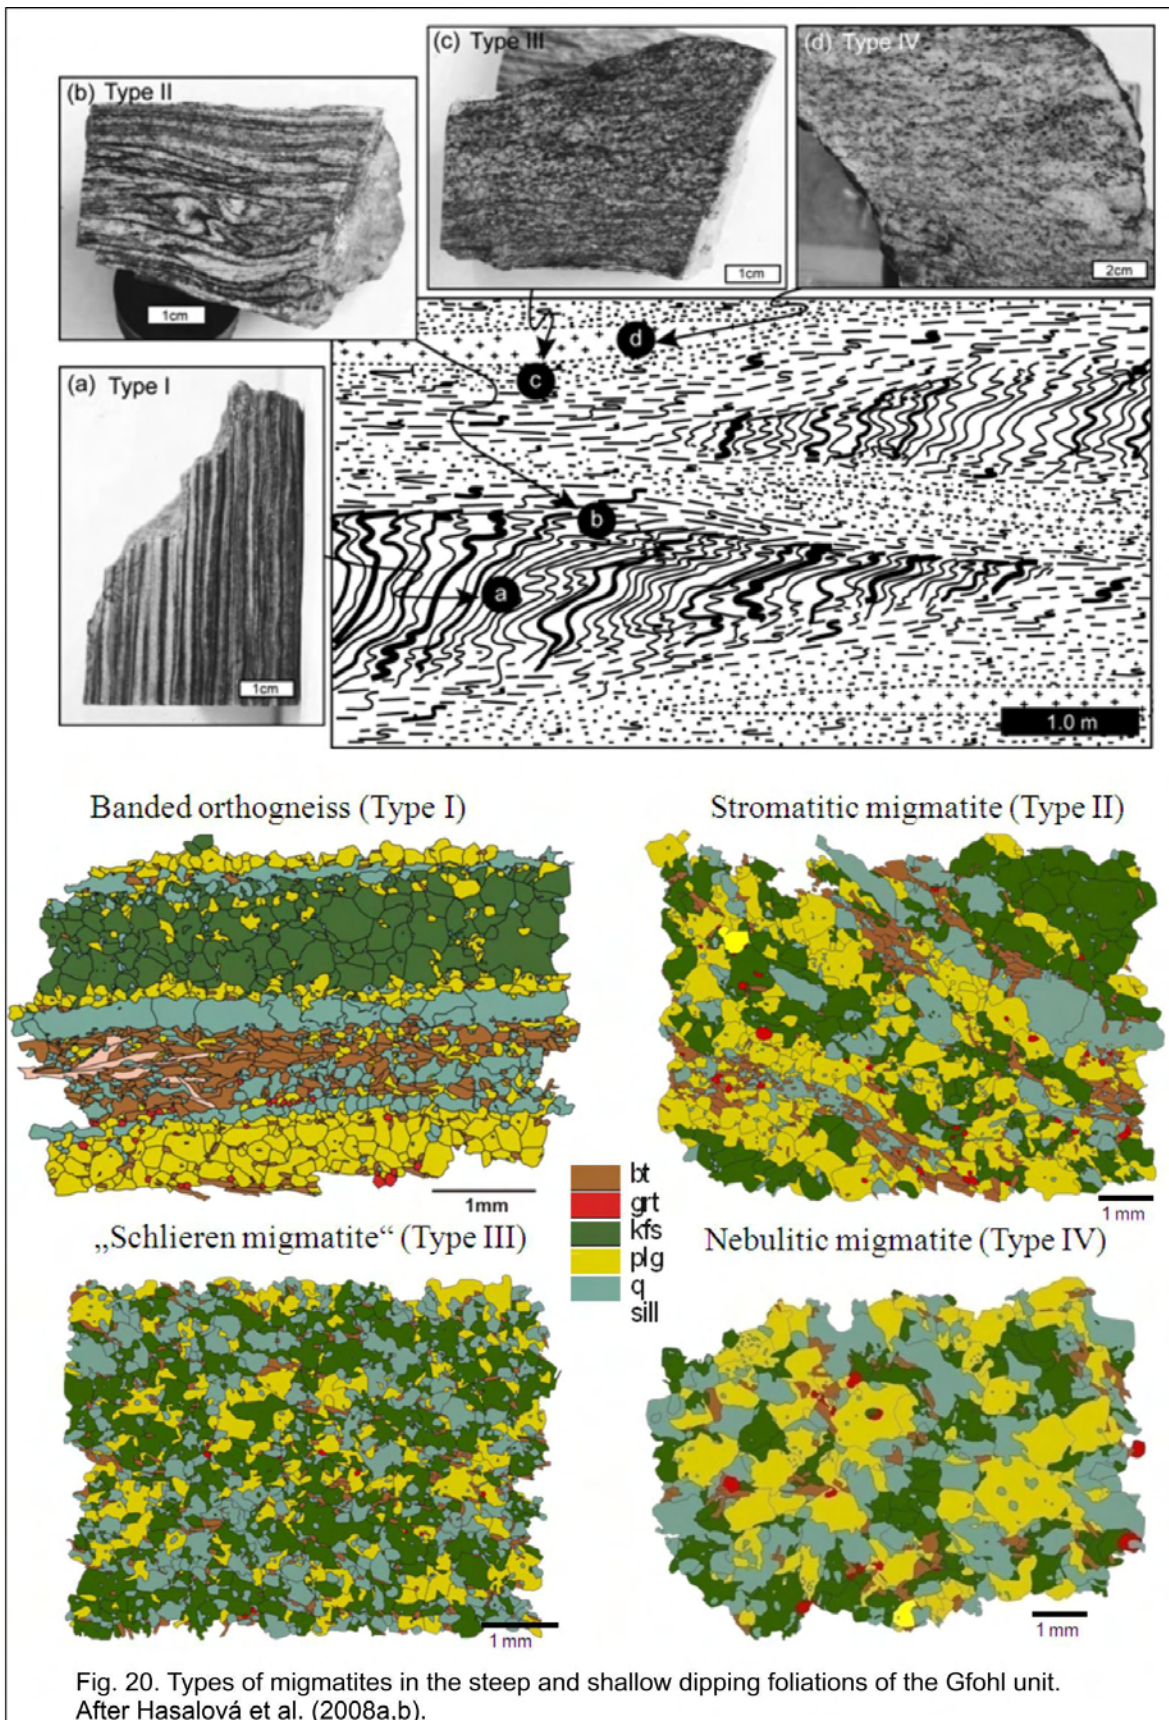 (c) Type III
(d) Type IV
(b) Type II
1cm
1cm
2cm
(a) Type I
1cm
d
c
b
a
1.0 m
Banded orthogneiss (Type I)
Stromatitic migmatite (Type II)
1mm
1 mm
bt
grt
kfs
plg
q
sill
„Schlieren migmatite“ (Type III)
Nebulitic migmatite (Type IV)
1 mm
1 mm
Fig. 20. Types of migmatites in the steep and shallow dipping foliations of the Gfohl unit.
After Hasalová et al. (2008a,b).